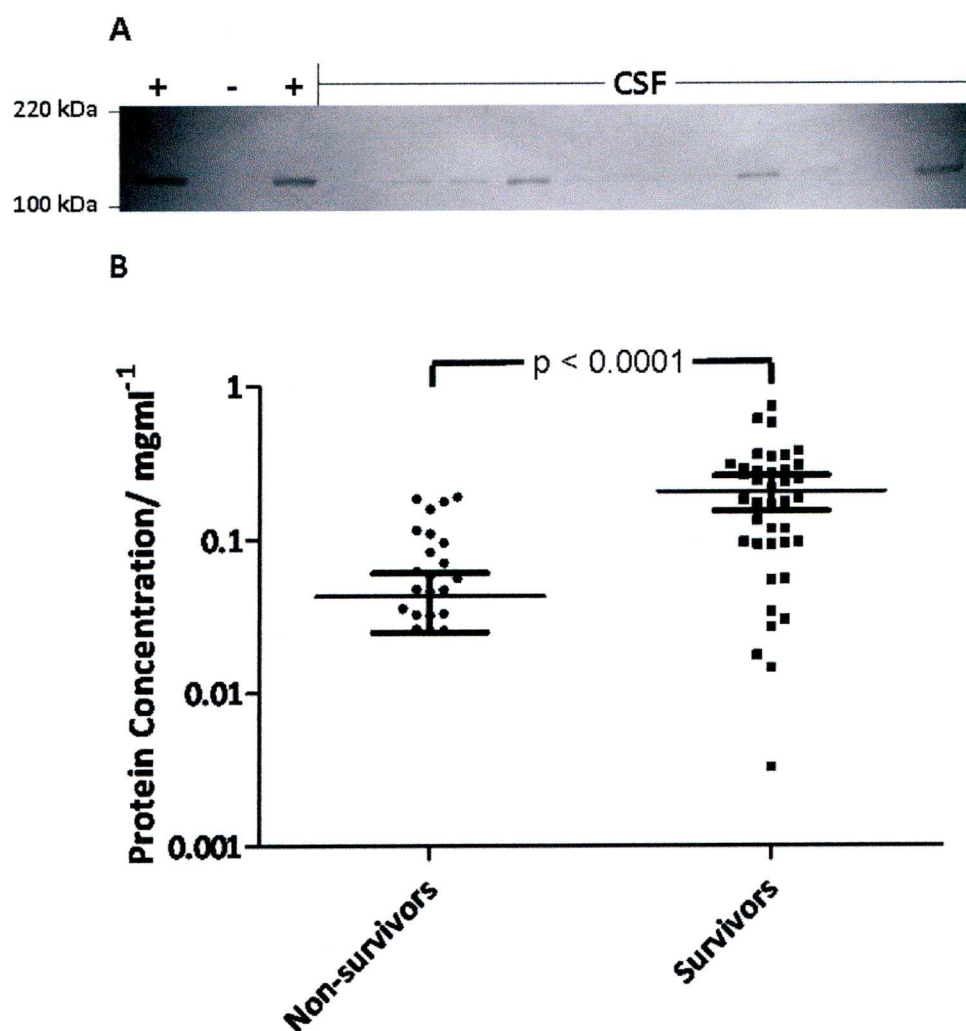 A
+ - + CSF
220 kDa
100 kDa
B
p < 0.0001
Protein Concentration/ mgml⁻¹
1
0.1
0.01
0.001
Non-survivors
Survivors